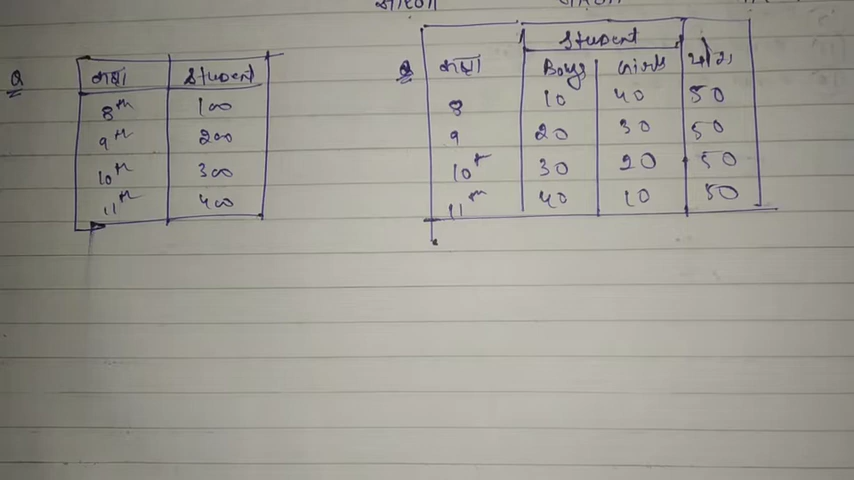 Q
कक्षा Student
8th 100
9th 200
10th 300
11th 400
Q
Student
कक्षा Boys Girls योग
8 10 40 50
9 20 30 50
10th 30 20 50
11th 40 10 50